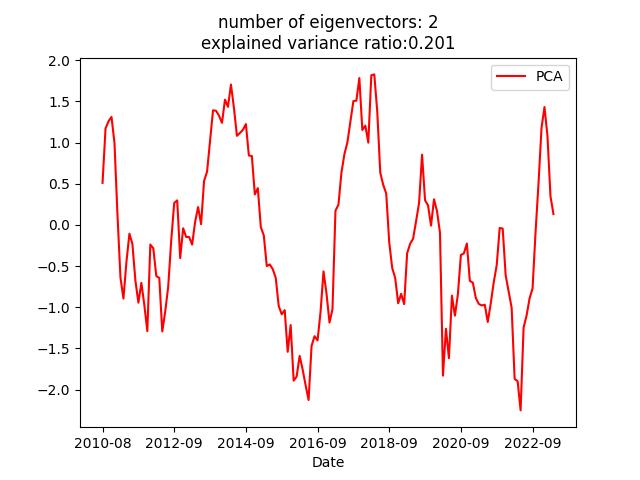 number of eigenvectors: 2
explained variance ratio:0.201
PCA
2.0
1.5
1.0
0.5
0.0
−0.5
−1.0
−1.5
−2.0
2010-08 2012-09 2014-09 2016-09 2018-09 2020-09 2022-09
Date